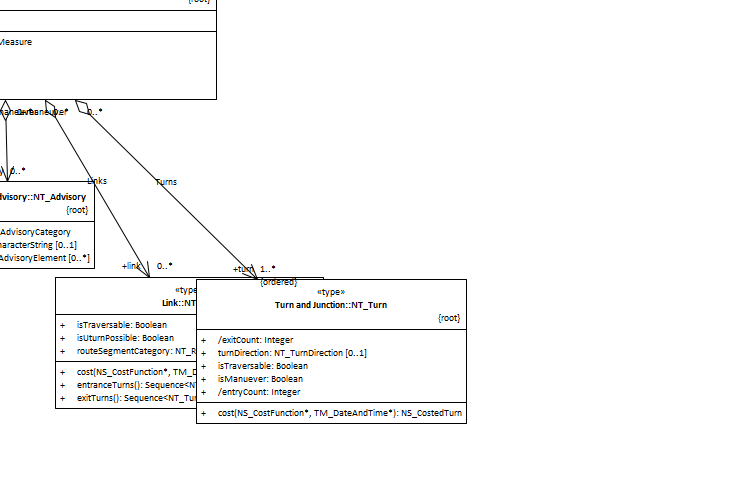 {root}
Measure
0..*
0..*
Links
Turns
0..*
dvisory::NT_Advisory
{root}
AdvisoryCategory
haracterString [0..1]
AdvisoryElement [0..*]
+link
0..*
+turn
1..*
{ordered}
«type
Link::NT
+ isTraversable: Boolean
+ isUturnPossible: Boolean
+ routeSegmentCategory: NT_R
+ cost(NS_CostFunction*, TM_D
+ entranceTurns(): Sequence<N
+ exitTurns(): Sequence<NT_Tu
«type»
Turn and Junction::NT_Turn
{root}
+ /exitCount: Integer
+ turnDirection: NT_TurnDirection [0..1]
+ isTraversable: Boolean
+ isManuever: Boolean
+ /entryCount: Integer
+ cost(NS_CostFunction*, TM_DateAndTime*): NS_CostedTurn